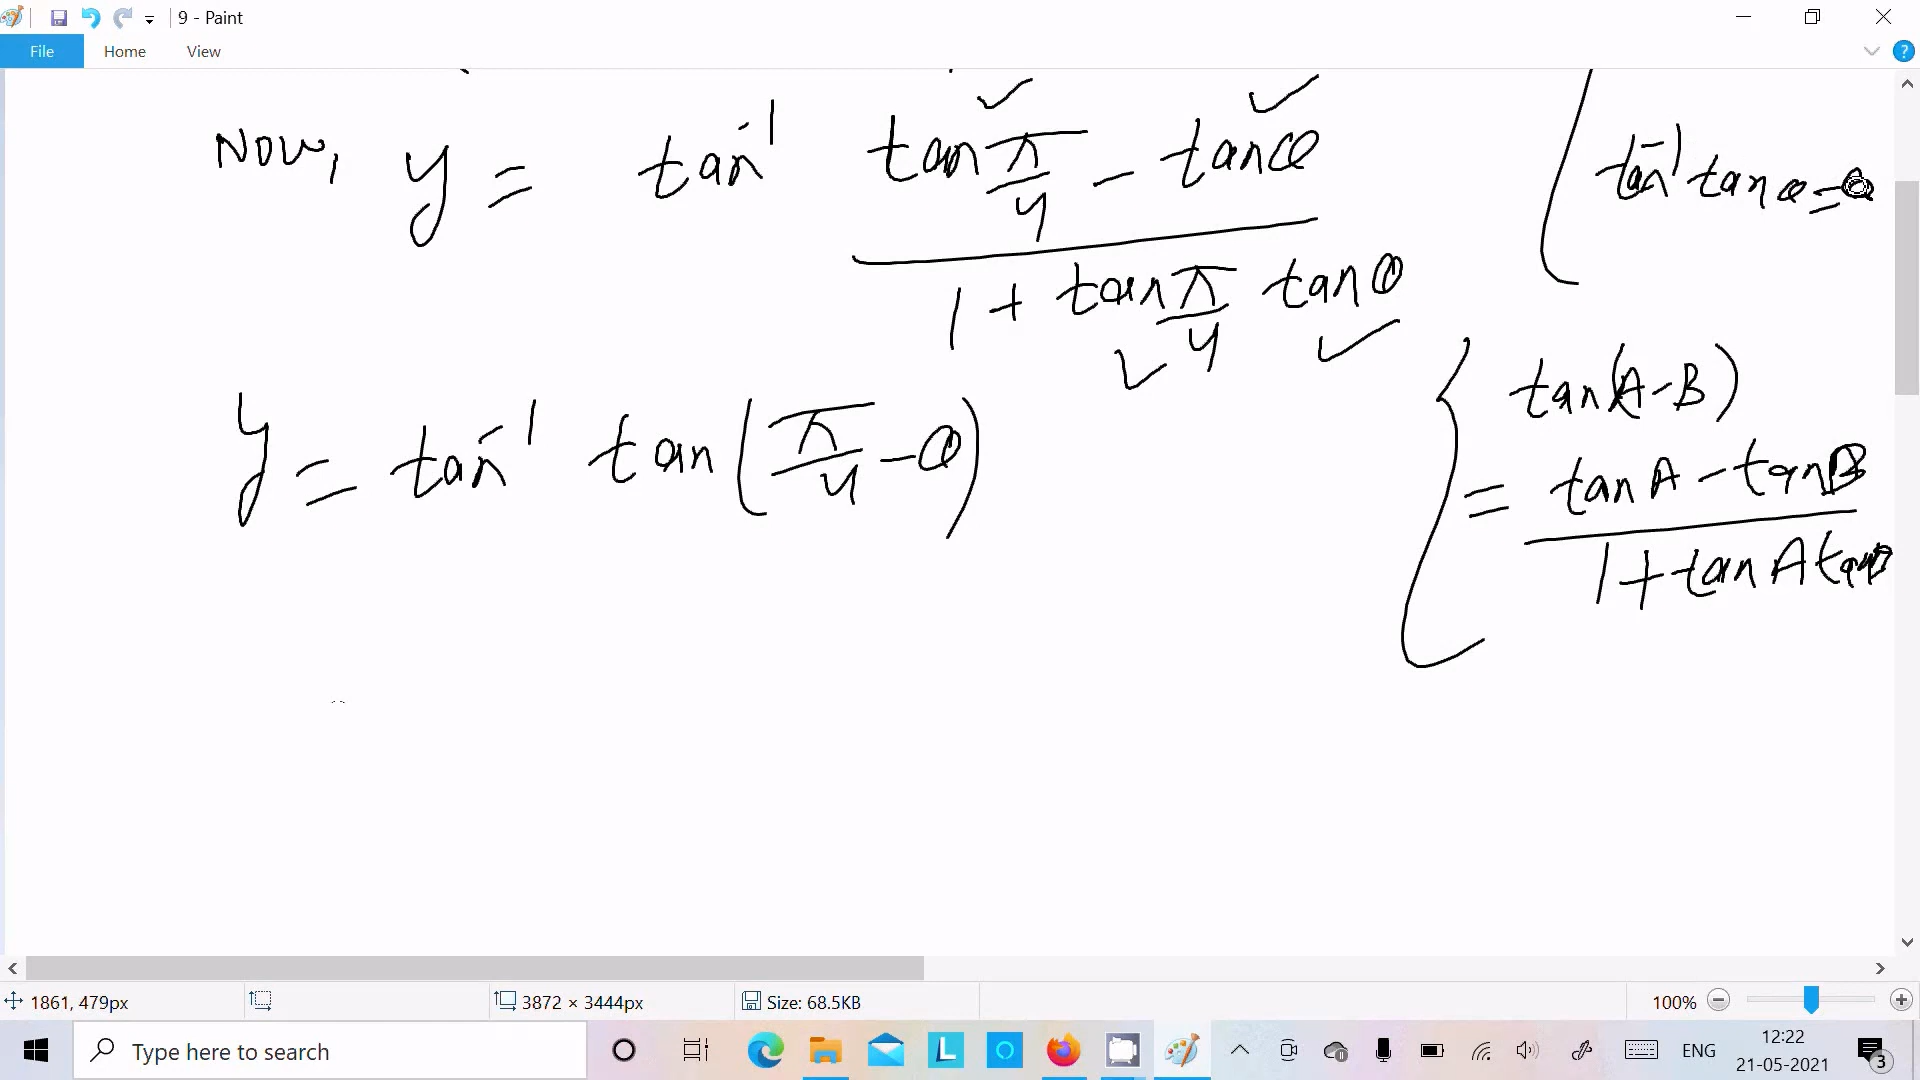 9 - Paint
File Home View
Now, y = tan⁻¹ (tan π/4 - tan θ) / (1 + tan π/4 tan θ)
tan⁻¹ tan θ = θ
y = tan⁻¹ tan (π/4 - θ)
tan(A-B)
= (tan A - tan B) / (1 + tan A tan B)
1861, 479px
3872 × 3444px
Size: 68.5KB
100%
Type here to search
L
ENG
12:22
21-05-2021
3